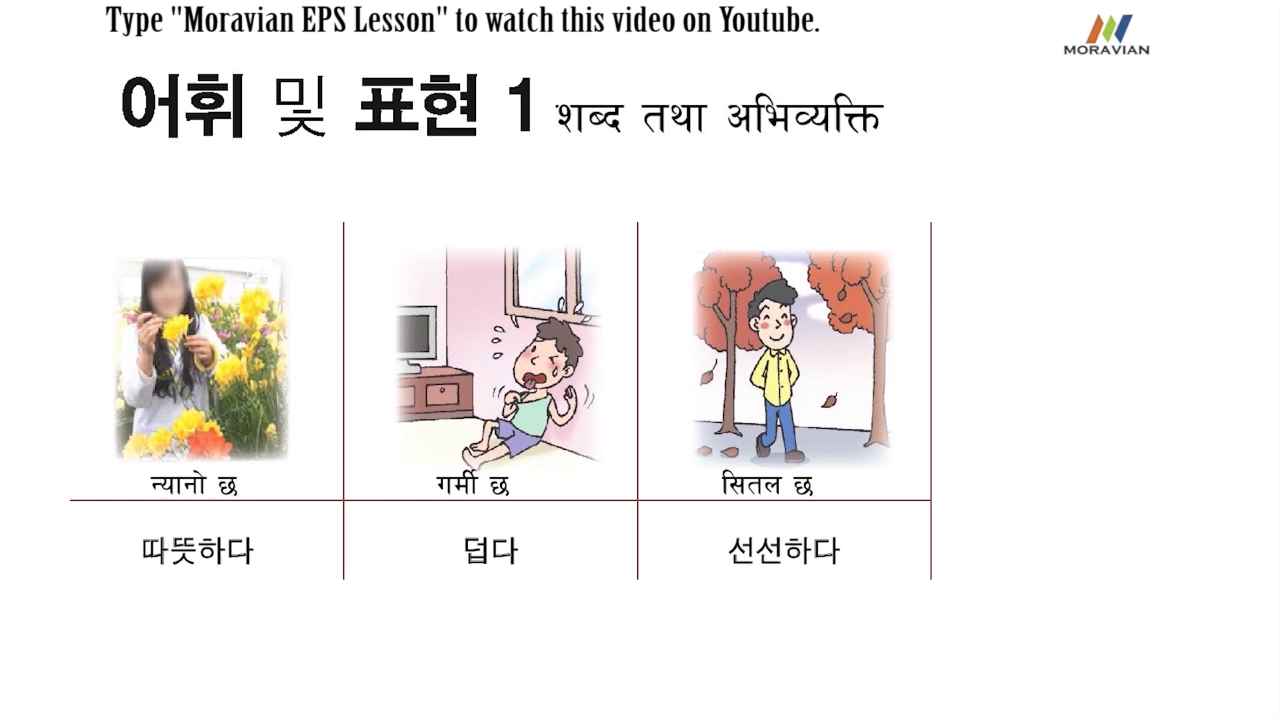 Type "Moravian EPS Lesson" to watch this video on Youtube.
MORAVIAN
어휘 및 표현 1 शब्द तथा अभिव्यक्ति
न्यानो छ
गर्मी छ
सितल छ
따뜻하다
덥다
선선하다